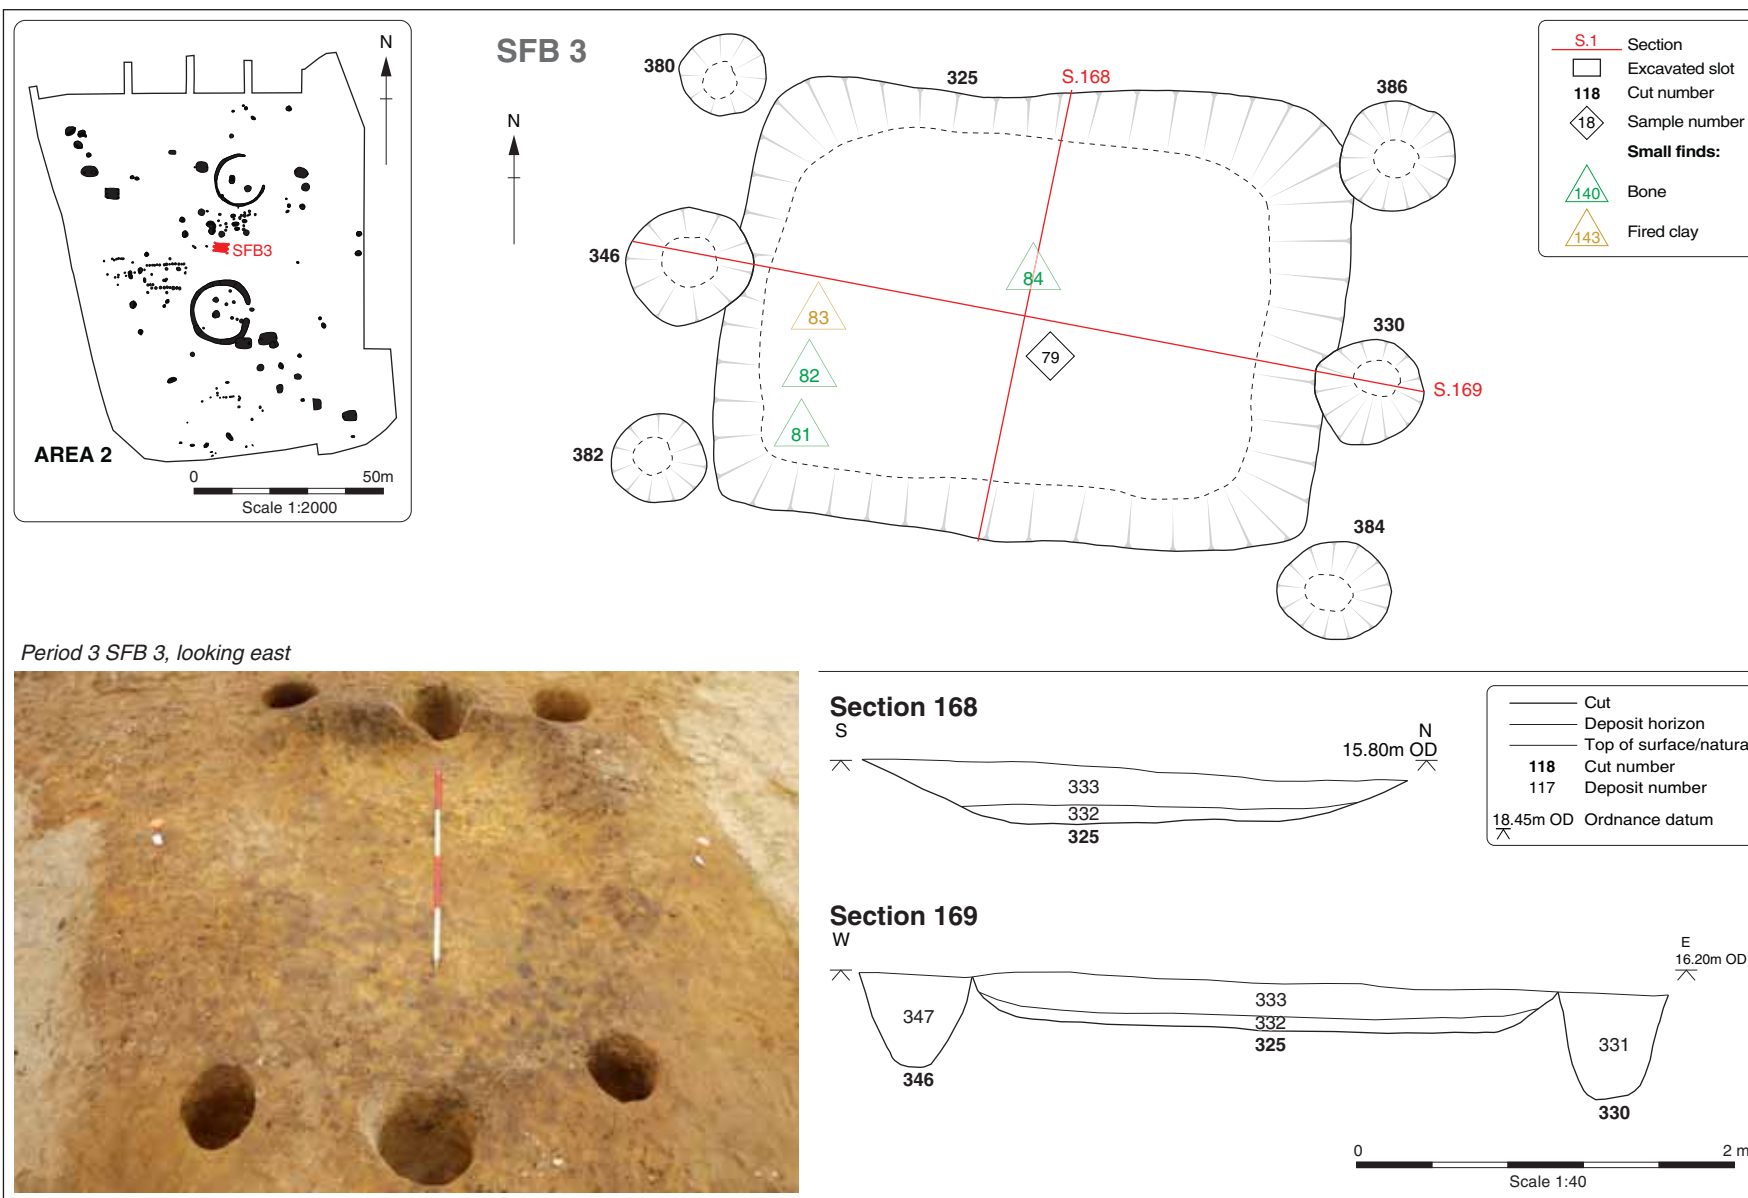 N
SFB3
AREA 2
0 50m
Scale 1:2000
SFB 3
N
380
325
S.168
386
346
84
83
330
79
82
S.169
81
382
384
S.1 Section
Excavated slot
118 Cut number
18 Sample number
Small finds:
140 Bone
143 Fired clay
Period 3 SFB 3, looking east
Section 168
S N
15.80m OD
333
332
325
Cut
Deposit horizon
Top of surface/natura
118 Cut number
117 Deposit number
18.45m OD Ordnance datum
Section 169
W E
16.20m OD
333
347
332
325
331
346
330
0 2 m
Scale 1:40